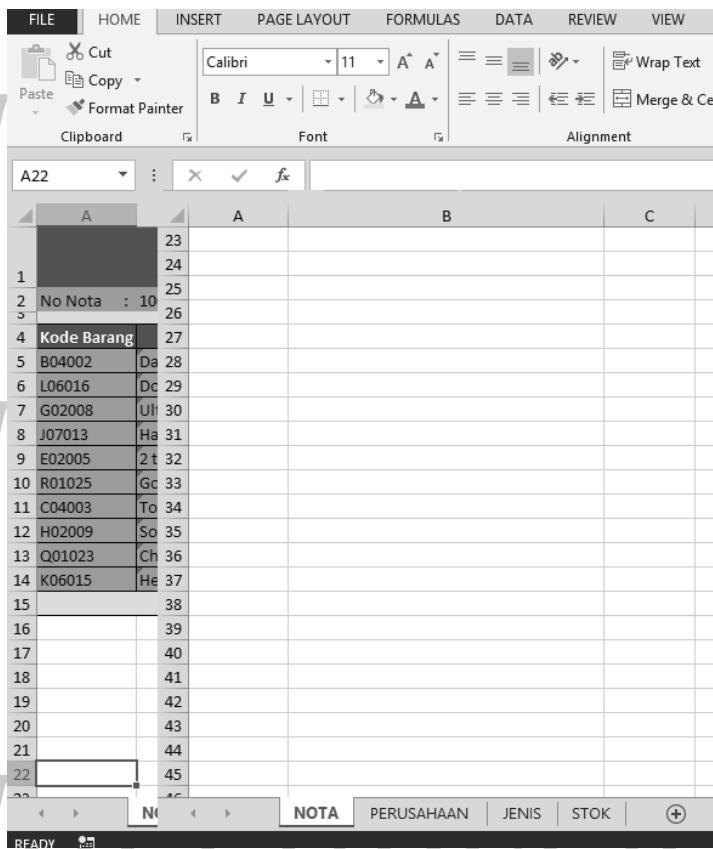 FILE HOME INSERT PAGE LAYOUT FORMULAS DATA REVIEW VIEW
Cut
Copy
Format Painter
Paste
Calibri 11 A A
B I U A
Wrap Text
Merge & Ce
Clipboard Font Alignment
A22 fx
A A B C
23
24
1 25
2 No Nota : 10 26
3
4 Kode Barang 27
5 B04002 Da 28
6 L06016 Do 29
7 G02008 Ult 30
8 J07013 Ha 31
9 E02005 2 t 32
10 R01025 Go 33
11 C04003 To 34
12 H02009 So 35
13 Q01023 Ch 36
14 K06015 He 37
15 38
16 39
17 40
18 41
19 42
20 43
21 44
22 45
NOTA PERUSAHAAN JENIS STOK
READY